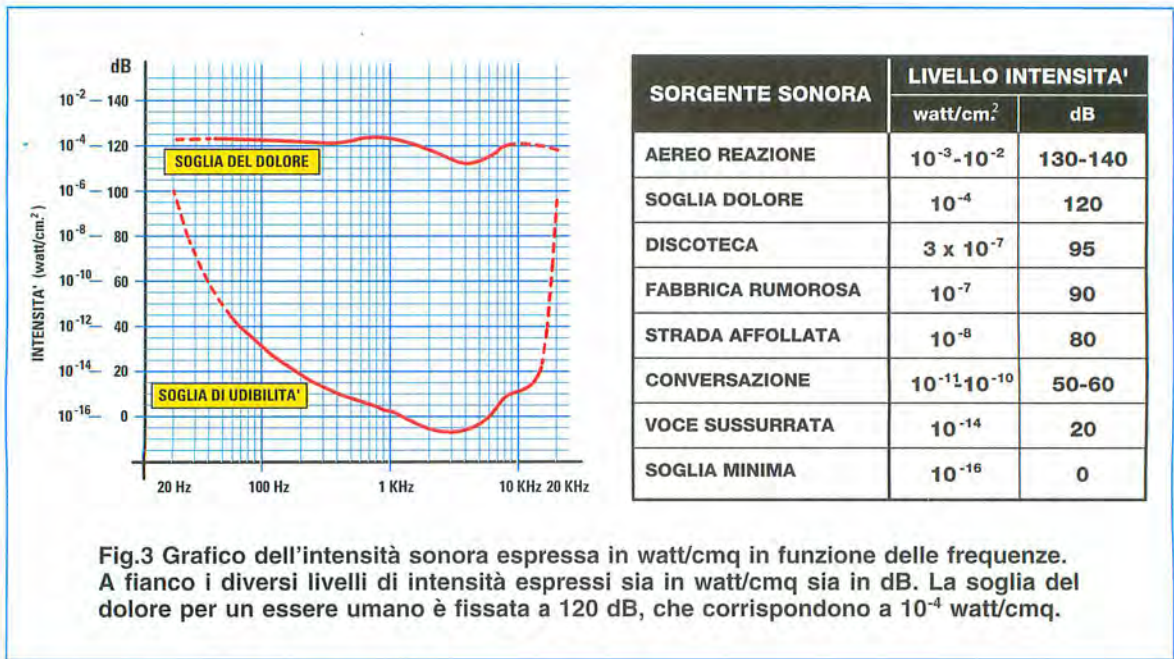 dB
10⁻² 140
10⁻⁴ 120
SOGLIA DEL DOLORE
10⁻⁶ 100
10⁻⁸ 80
10⁻¹⁰ 60
10⁻¹² 40
10⁻¹⁴ 20
SOGLIA DI UDIBILITA'
10⁻¹⁶ 0
INTENSITA' (watt/cm.²)
20 Hz 100 Hz 1 KHz 10 KHz 20 KHz
SORGENTE SONORA LIVELLO INTENSITA'
watt/cm.² dB
AEREO REAZIONE 10⁻³-10⁻² 130-140
SOGLIA DOLORE 10⁻⁴ 120
DISCOTECA 3 x 10⁻⁷ 95
FABBRICA RUMOROSA 10⁻⁷ 90
STRADA AFFOLLATA 10⁻⁸ 80
CONVERSAZIONE 10⁻¹¹-10⁻¹⁰ 50-60
VOCE SUSSURRATA 10⁻¹⁴ 20
SOGLIA MINIMA 10⁻¹⁶ 0
Fig.3 Grafico dell'intensità sonora espressa in watt/cmq in funzione delle frequenze.
A fianco i diversi livelli di intensità espressi sia in watt/cmq sia in dB. La soglia del
dolore per un essere umano è fissata a 120 dB, che corrispondono a 10⁻⁴ watt/cmq.